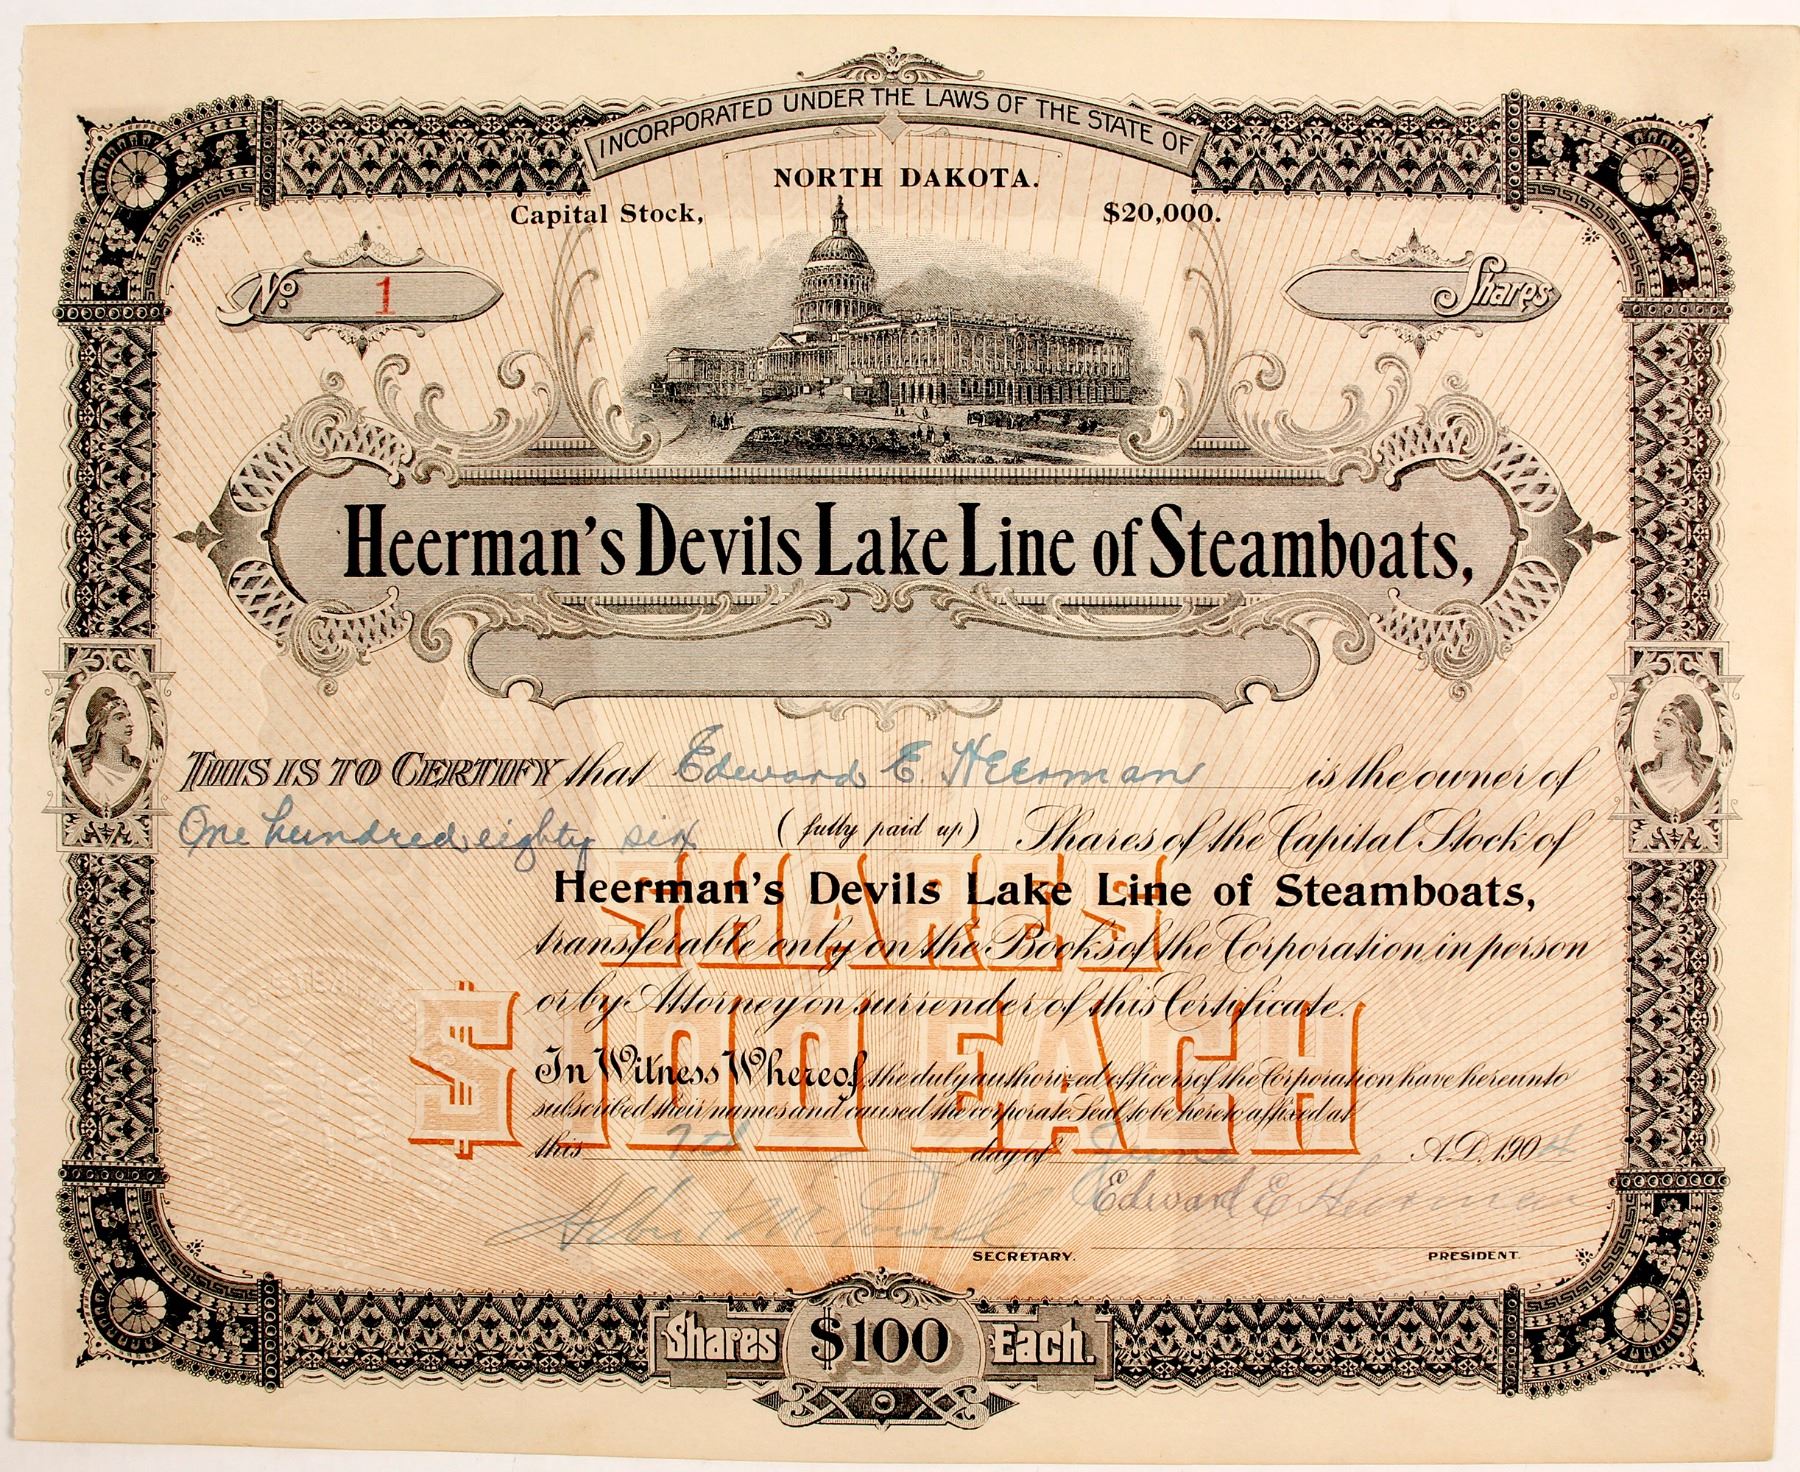 INCORPORATED UNDER THE LAWS OF THE STATE OF
NORTH DAKOTA.
Capital Stock, $20,000.
No 1 Shares
Heerman's Devils Lake Line of Steamboats,
THIS IS TO CERTIFY that Edward E. Heerman is the owner of
One hundred eighty six (fully paid up) Shares of the Capital Stock of
Heerman's Devils Lake Line of Steamboats,
SHARES
transferable only on the Books of the Corporation in person
or by Attorney on surrender of this Certificate.
$100 EACH
In Witness Whereof, the duly authorized officers of the Corporation have hereunto
subscribed their names and caused the corporate Seal to be hereto affixed at
this day of June A.D. 1904
Albert M Powell Edward E Heerman
SECRETARY. PRESIDENT.
Shares $100 Each.